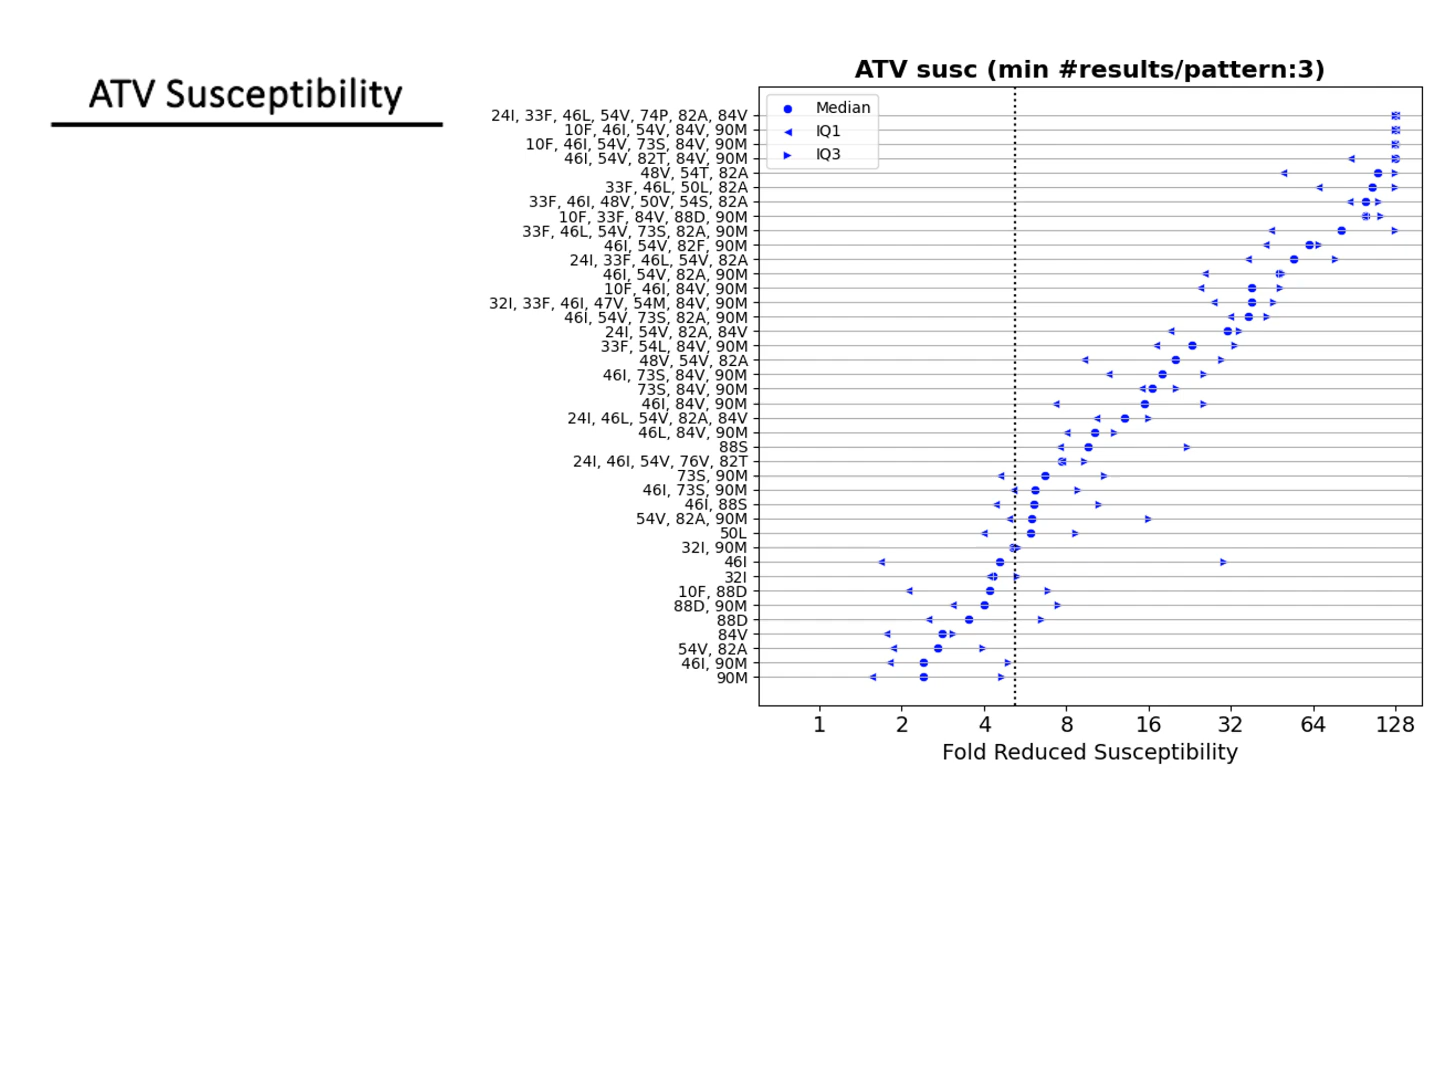 ATV Susceptibility
ATV susc (min #results/pattern:3)
Median
IQ1
IQ3
24I, 33F, 46L, 54V, 74P, 82A, 84V
10F, 46I, 54V, 84V, 90M
10F, 46I, 54V, 73S, 84V, 90M
46I, 54V, 82T, 84V, 90M
48V, 54T, 82A
33F, 46L, 50L, 82A
33F, 46I, 48V, 50V, 54S, 82A
10F, 33F, 84V, 88D, 90M
33F, 46L, 54V, 73S, 82A, 90M
46I, 54V, 82F, 90M
24I, 33F, 46L, 54V, 82A
46I, 54V, 82A, 90M
10F, 46I, 84V, 90M
32I, 33F, 46I, 47V, 54M, 84V, 90M
46I, 54V, 73S, 82A, 90M
24I, 54V, 82A, 84V
33F, 54L, 84V, 90M
48V, 54V, 82A
46I, 73S, 84V, 90M
73S, 84V, 90M
46I, 84V, 90M
24I, 46L, 54V, 82A, 84V
46L, 84V, 90M
88S
24I, 46I, 54V, 76V, 82T
73S, 90M
46I, 73S, 90M
46I, 88S
54V, 82A, 90M
50L
32I, 90M
46I
32I
10F, 88D
88D, 90M
88D
84V
54V, 82A
46I, 90M
90M
1 2 4 8 16 32 64 128
Fold Reduced Susceptibility